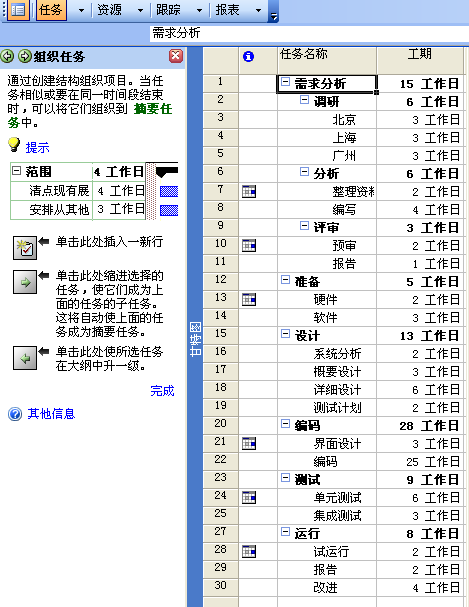 任务 资源 跟踪 报表
需求分析
组织任务
通过创建结构组织项目。当任
务相似或要在同一时间段结束
时，可以将它们组织到 摘要任
务中。
提示
范围 4 工作日
清点现有展 4 工作日
安排从其他 3 工作日
单击此处插入一新行
单击此处缩进选择的
任务，使它们成为上
面的任务的子任务。
这将自动使上面的任
务成为摘要任务。
单击此处使所选任务
在大纲中升一级。
完成
其他信息
甘特图
任务名称 工期
1 需求分析 15 工作日
2 调研 6 工作日
3 北京 3 工作日
4 上海 3 工作日
5 广州 3 工作日
6 分析 6 工作日
7 整理资料 2 工作日
8 编写 4 工作日
9 评审 3 工作日
10 预审 2 工作日
11 报告 1 工作日
12 准备 5 工作日
13 硬件 2 工作日
14 软件 3 工作日
15 设计 13 工作日
16 系统分析 2 工作日
17 概要设计 3 工作日
18 详细设计 6 工作日
19 测试计划 2 工作日
20 编码 28 工作日
21 界面设计 3 工作日
22 编码 25 工作日
23 测试 9 工作日
24 单元测试 6 工作日
25 集成测试 3 工作日
27 运行 8 工作日
28 试运行 2 工作日
29 报告 2 工作日
30 改进 4 工作日